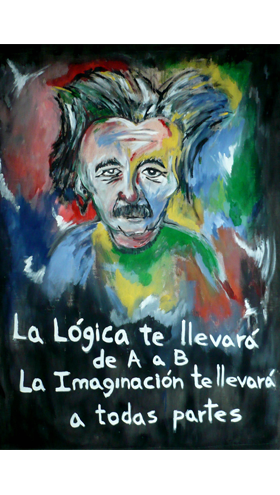 La Lógica te llevará
de A a B
La Imaginación te llevará
a todas partes